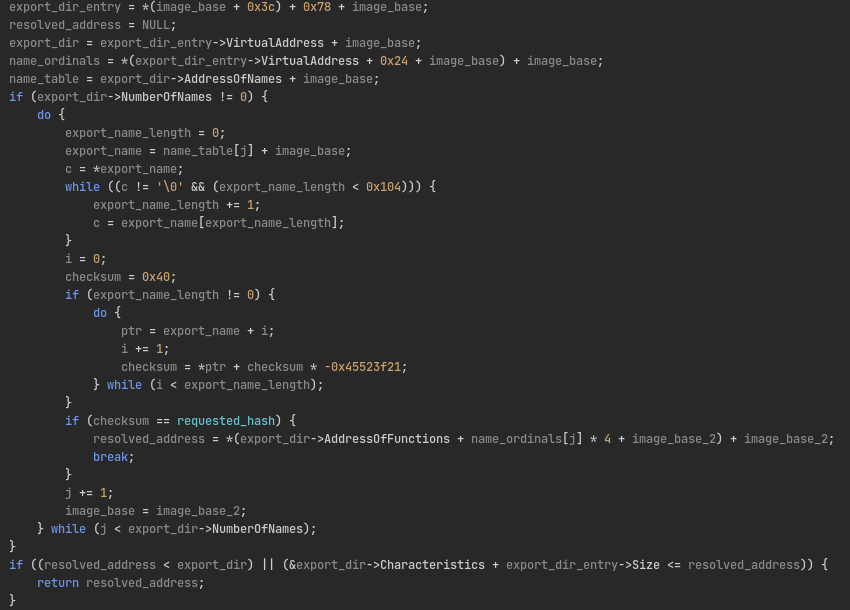 export_dir_entry = *(image_base + 0x3c) + 0x78 + image_base;
resolved_address = NULL;
export_dir = export_dir_entry->VirtualAddress + image_base;
name_ordinals = *(export_dir_entry->VirtualAddress + 0x24 + image_base) + image_base;
name_table = export_dir->AddressOfNames + image_base;
if (export_dir->NumberOfNames != 0) {
    do {
        export_name_length = 0;
        export_name = name_table[j] + image_base;
        c = *export_name;
        while ((c != '\0' && (export_name_length < 0x104))) {
            export_name_length += 1;
            c = export_name[export_name_length];
        }
        i = 0;
        checksum = 0x40;
        if (export_name_length != 0) {
            do {
                ptr = export_name + i;
                i += 1;
                checksum = *ptr + checksum * -0x45523f21;
            } while (i < export_name_length);
        }
        if (checksum == requested_hash) {
            resolved_address = *(export_dir->AddressOfFunctions + name_ordinals[j] * 4 + image_base_2) + image_base_2;
            break;
        }
        j += 1;
        image_base = image_base_2;
    } while (j < export_dir->NumberOfNames);
}
if ((resolved_address < export_dir) || (&export_dir->Characteristics + export_dir_entry->Size <= resolved_address)) {
    return resolved_address;
}